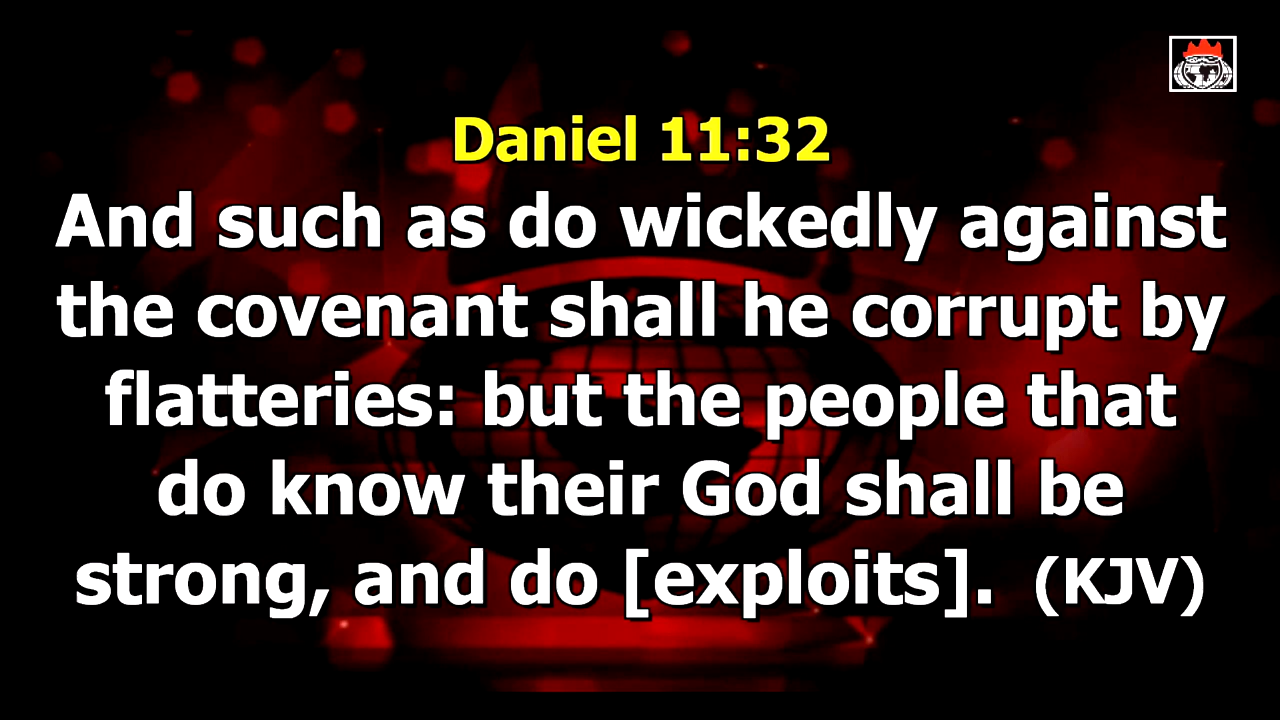 Daniel 11:32
And such as do wickedly against
the covenant shall he corrupt by
flatteries: but the people that
do know their God shall be
strong, and do [exploits]. (KJV)